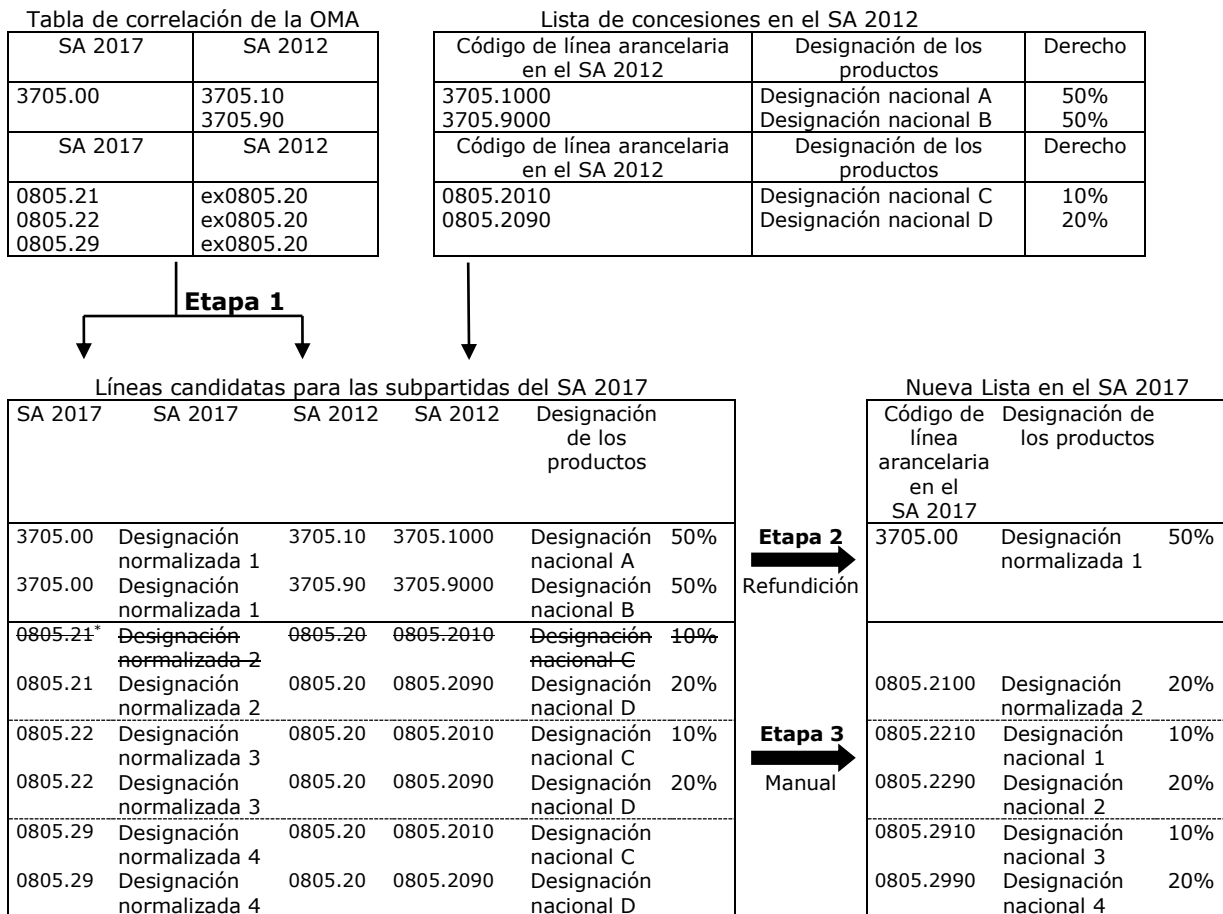 Tabla de correlación de la OMA
SA 2017 SA 2012
3705.00 3705.10
3705.90
SA 2017 SA 2012
0805.21 ex0805.20
0805.22 ex0805.20
0805.29 ex0805.20
Lista de concesiones en el SA 2012
Código de línea arancelaria Designación de los Derecho
en el SA 2012 productos
3705.1000 Designación nacional A 50%
3705.9000 Designación nacional B 50%
Código de línea arancelaria Designación de los Derecho
en el SA 2012 productos
0805.2010 Designación nacional C 10%
0805.2090 Designación nacional D 20%
Etapa 1
Líneas candidatas para las subpartidas del SA 2017
SA 2017 SA 2017 SA 2012 SA 2012 Designación
de los
productos
3705.00 Designación 3705.10 3705.1000 Designación 50%
normalizada 1 nacional A
3705.00 Designación 3705.90 3705.9000 Designación 50%
normalizada 1 nacional B
0805.21* Designación 0805.20 0805.2010 Designación 10%
normalizada 2 nacional C
0805.21 Designación 0805.20 0805.2090 Designación 20%
normalizada 2 nacional D
0805.22 Designación 0805.20 0805.2010 Designación 10%
normalizada 3 nacional C
0805.22 Designación 0805.20 0805.2090 Designación 20%
normalizada 3 nacional D
0805.29 Designación 0805.20 0805.2010 Designación
normalizada 4 nacional C
0805.29 Designación 0805.20 0805.2090 Designación
normalizada 4 nacional D
Etapa 2
Refundición
Etapa 3
Manual
Nueva Lista en el SA 2017
Código de Designación de
línea los productos
arancelaria
en el
SA 2017
3705.00 Designación 50%
normalizada 1
0805.2100 Designación 20%
normalizada 2
0805.2210 Designación 10%
nacional 1
0805.2290 Designación 20%
nacional 2
0805.2910 Designación 10%
nacional 3
0805.2990 Designación 20%
nacional 4